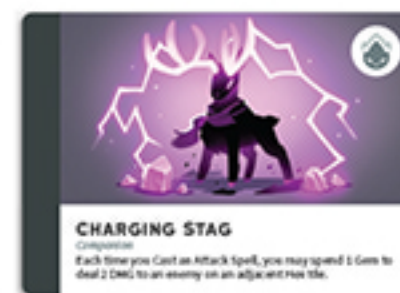 CHARGING STAG
Companion
Each time you Cast an Attack Spell, you may spend 1 Gem to
deal 2 DMG to an enemy on an adjacent Hex tile.